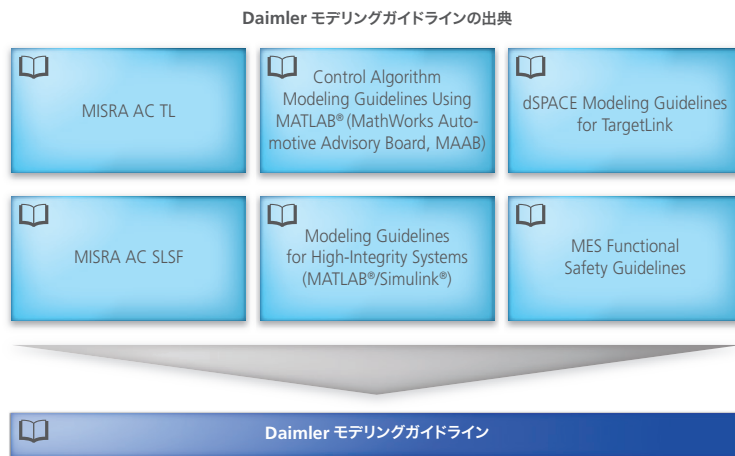 Daimler モデリングガイドラインの出典
MISRA AC TL
Control Algorithm
Modeling Guidelines Using
MATLAB® (MathWorks Auto-
motive Advisory Board, MAAB)
dSPACE Modeling Guidelines
for TargetLink
MISRA AC SLSF
Modeling Guidelines
for High-Integrity Systems
(MATLAB®/Simulink®)
MES Functional
Safety Guidelines
Daimler モデリングガイドライン